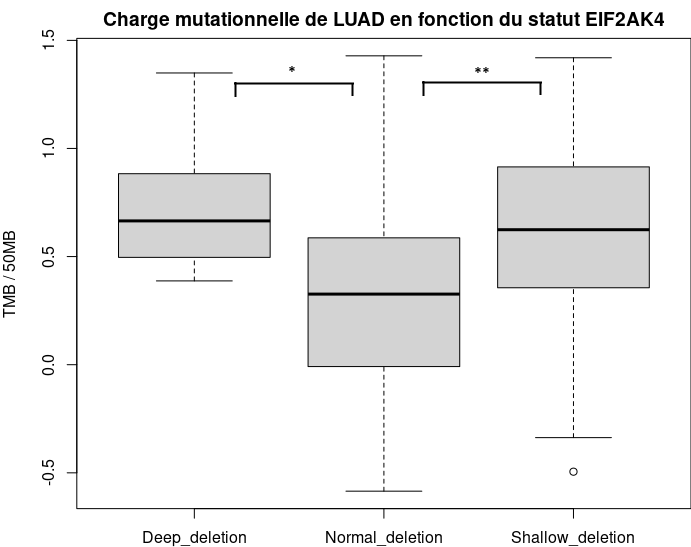 Charge mutationnelle de LUAD en fonction du statut EIF2AK4
* **
TMB / 50MB
1.5
1.0
0.5
0.0
-0.5
Deep_deletion Normal_deletion Shallow_deletion